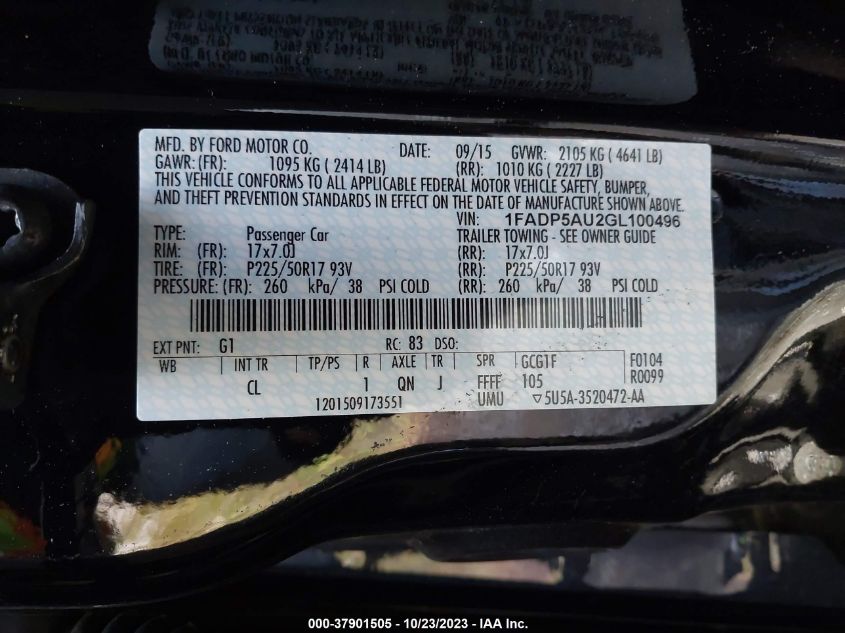 MFD. BY FORD MOTOR CO. DATE: 09/15 GVWR: 2105 KG ( 4641 LB)
GAWR: (FR): 1095 KG ( 2414 LB) (RR): 1010 KG ( 2227 LB)
THIS VEHICLE CONFORMS TO ALL APPLICABLE FEDERAL MOTOR VEHICLE SAFETY, BUMPER,
AND THEFT PREVENTION STANDARDS IN EFFECT ON THE DATE OF MANUFACTURE SHOWN ABOVE.
VIN: 1FADP5AU2GL100496
TYPE: Passenger Car TRAILER TOWING - SEE OWNER GUIDE
RIM: (FR) 17x7.0J (RR): 17x7.0J
TIRE: (FR) P225/50R17 93V (RR): P225/50R17 93V
PRESSURE: (FR) 260 kPa/ 38 PSI COLD (RR): 260 kPa/ 38 PSI COLD
EXT PNT: G1 RC: 83 DSO:
WB INT TR TP/PS R AXLE TR SPR GCG1F F0104
CL 1 QN J FFFF 105 R0099
1201509173551 UMU ▽5U5A-3520472-AA
000-37901505 - 10/23/2023 - IAA Inc.